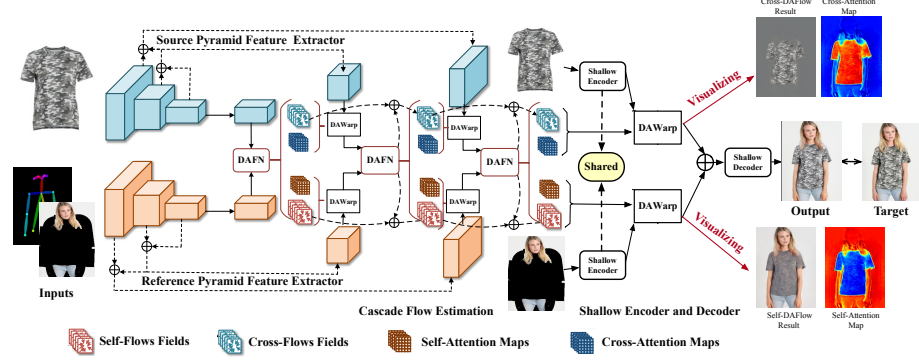 Cross-DAFlow
Result
Cross-Attention
Map
Source Pyramid Feature Extractor
Shallow
Encoder
Visualizing
DAFN
DAWarp
DAFN
DAWarp
DAFN
DAWarp
DAWarp
DAWarp
Shared
DAWarp
Shallow
Decoder
Output
Target
Shallow
Encoder
Visualizing
Inputs
Reference Pyramid Feature Extractor
Cascade Flow Estimation
Shallow Encoder and Decoder
Self-DAFlow
Result
Self-Attention
Map
Self-Flows Fields
Cross-Flows Fields
Self-Attention Maps
Cross-Attention Maps